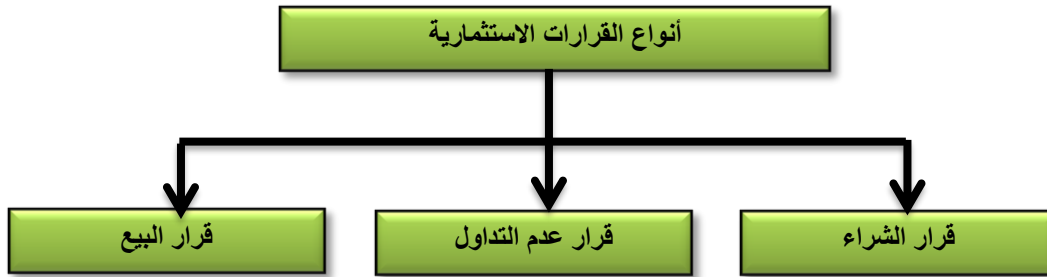 أنواع القرارات الاستثمارية
قرار الشراء
قرار عدم التداول
قرار البيع